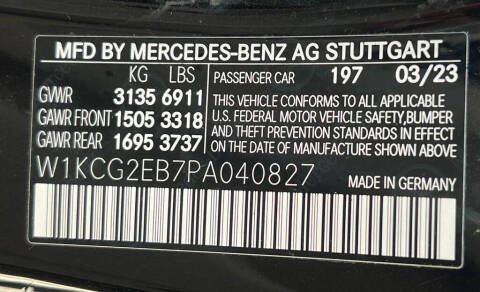 MFD BY MERCEDES-BENZ AG STUTTGART
KG LBS PASSENGER CAR 197 03/23
GVWR 3135 6911 THIS VEHICLE CONFORMS TO ALL APPLICABLE
GAWR FRONT 1505 3318 U.S. FEDERAL MOTOR VEHICLE SAFETY,BUMPER
GAWR REAR 1695 3737 AND THEFT PREVENTION STANDARDS IN EFFECT
ON THE DATE OF MANUFACTURE SHOWN ABOVE.
W1KCG2EB7PA040827
MADE IN GERMANY